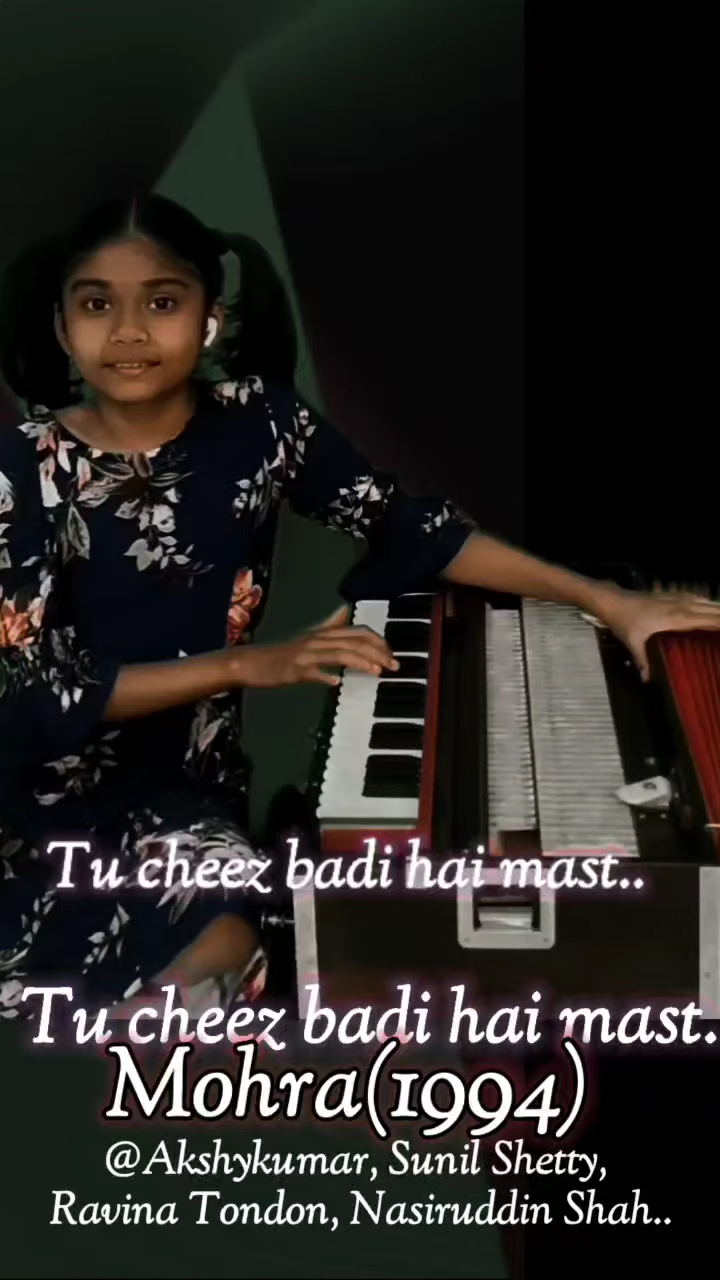 Tu cheez badi hai mast..
Tu cheez badi hai mast.
Mohra(1994)
@Akshykumar, Sunil Shetty,
Ravina Tondon, Nasiruddin Shah..